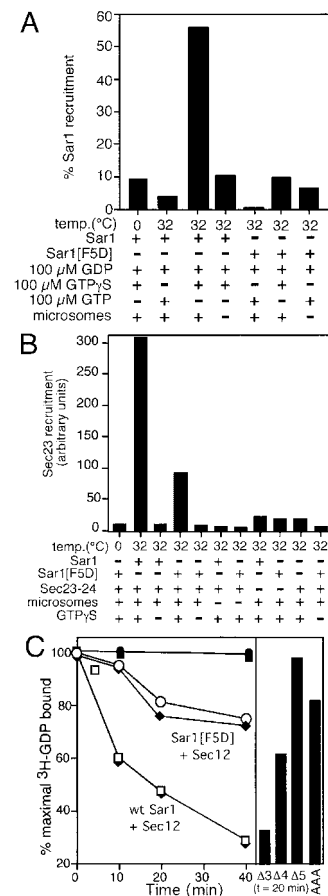 A
% Sar1 recruitment
60
50
40
30
20
10
0
temp.(°C) 0 32 32 32 32 32 32
Sar1 + + + + - - -
Sar1[F5D] - - - - + + +
100 µM GDP + + + + + + +
100 µM GTPγS + - + + - + +
100 µM GTP - + - - + - -
microsomes + + + - + + -
B
Sec23 recruitment
(arbitrary units)
300
250
200
150
100
50
0
temp.(°C) 0 32 32 32 32 32 32 32 32 32
Sar1
Sar1[F5D]
Sec23-24
microsomes
GTPγS
C
% maximal ³H-GDP bound
100
80
60
40
20
Sar1[F5D]
+ Sec12
wt Sar1
+ Sec12
0 10 20 30 40
Time (min)
Δ3 Δ4 Δ5 AAA
(t = 20 min)